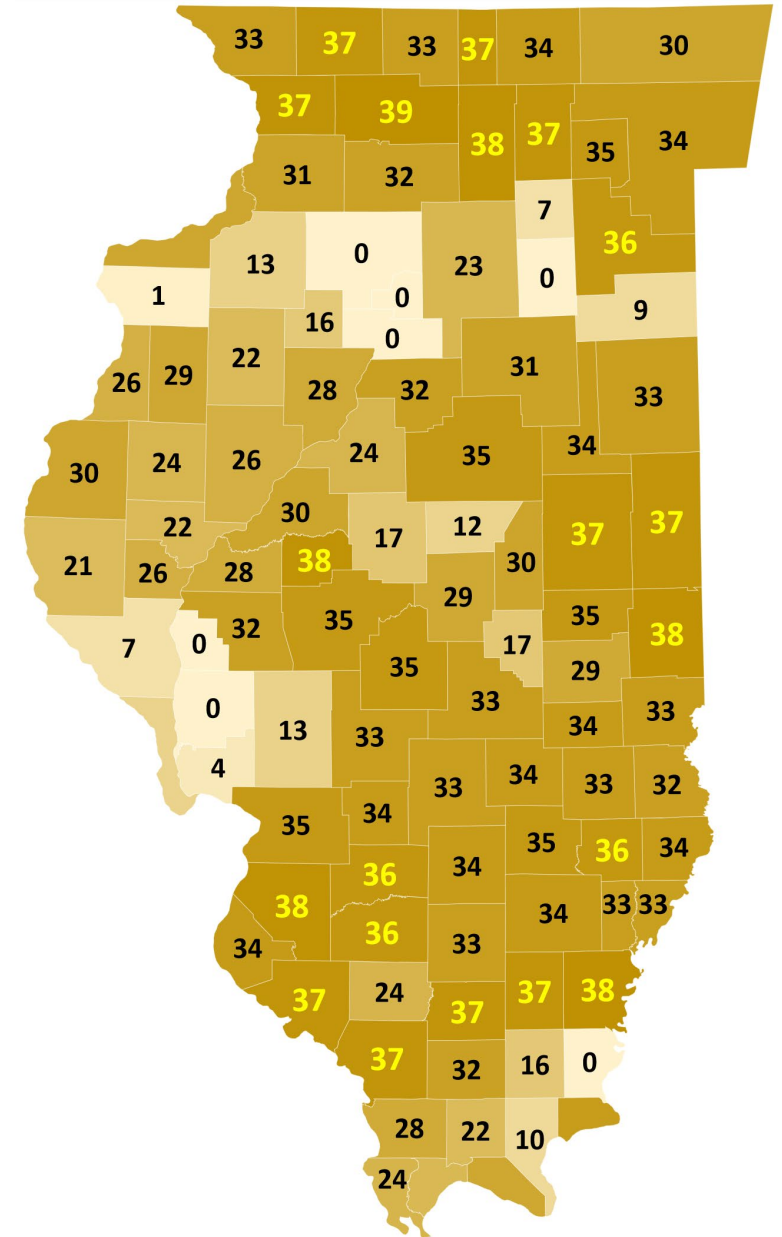 33 37 33 37 34 30
37 39 38 37 35 34
31 32
7
13 0 23 0 36
1 16 0 9
0
26 29 22 28 32 31 33
30 24 26 24 35 34
22 30 17 12 37 37
21 26 28 38 29 30
7 0 32 35 17 35 38
35 29
0 13 33 33 34 33
4 33 34 33 32
35 34 35 36 34
36 34
38 36 34 33 33
34 33
37 24 37 37 38
37 32 16 0
28 22 10
24